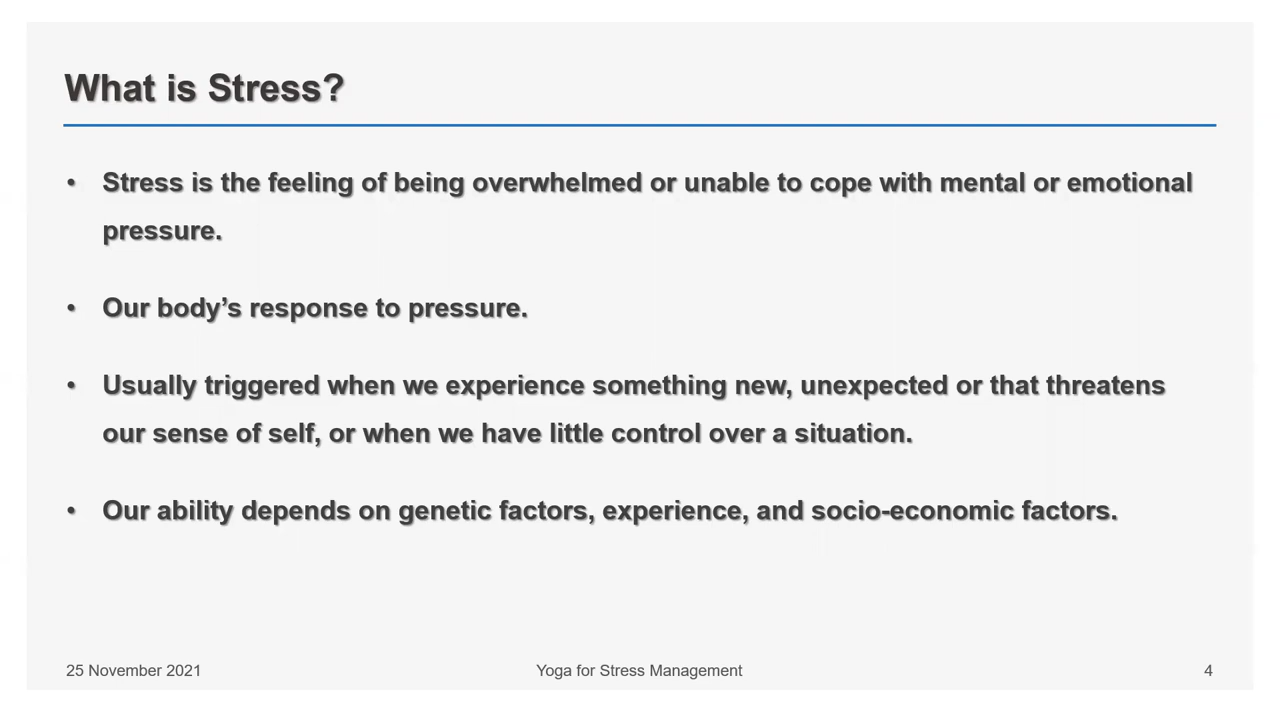 What is Stress?
• Stress is the feeling of being overwhelmed or unable to cope with mental or emotional
pressure.
• Our body’s response to pressure.
• Usually triggered when we experience something new, unexpected or that threatens
our sense of self, or when we have little control over a situation.
• Our ability depends on genetic factors, experience, and socio-economic factors.
25 November 2021
Yoga for Stress Management
4